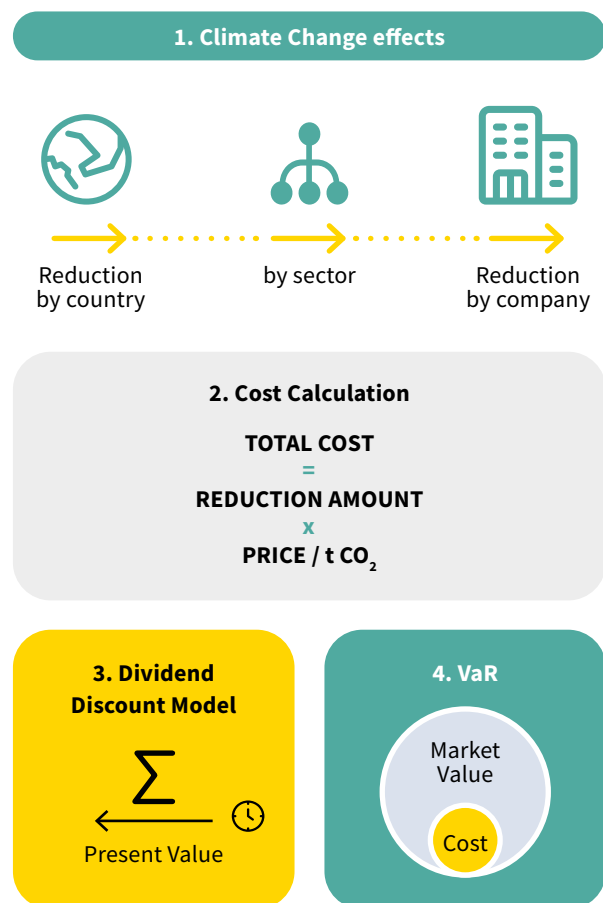 1. Climate Change effects
Reduction
by country
by sector
Reduction
by company
2. Cost Calculation
TOTAL COST
=
REDUCTION AMOUNT
x
PRICE / t CO₂
3. Dividend
Discount Model
Σ
Present Value
4. VaR
Market
Value
Cost